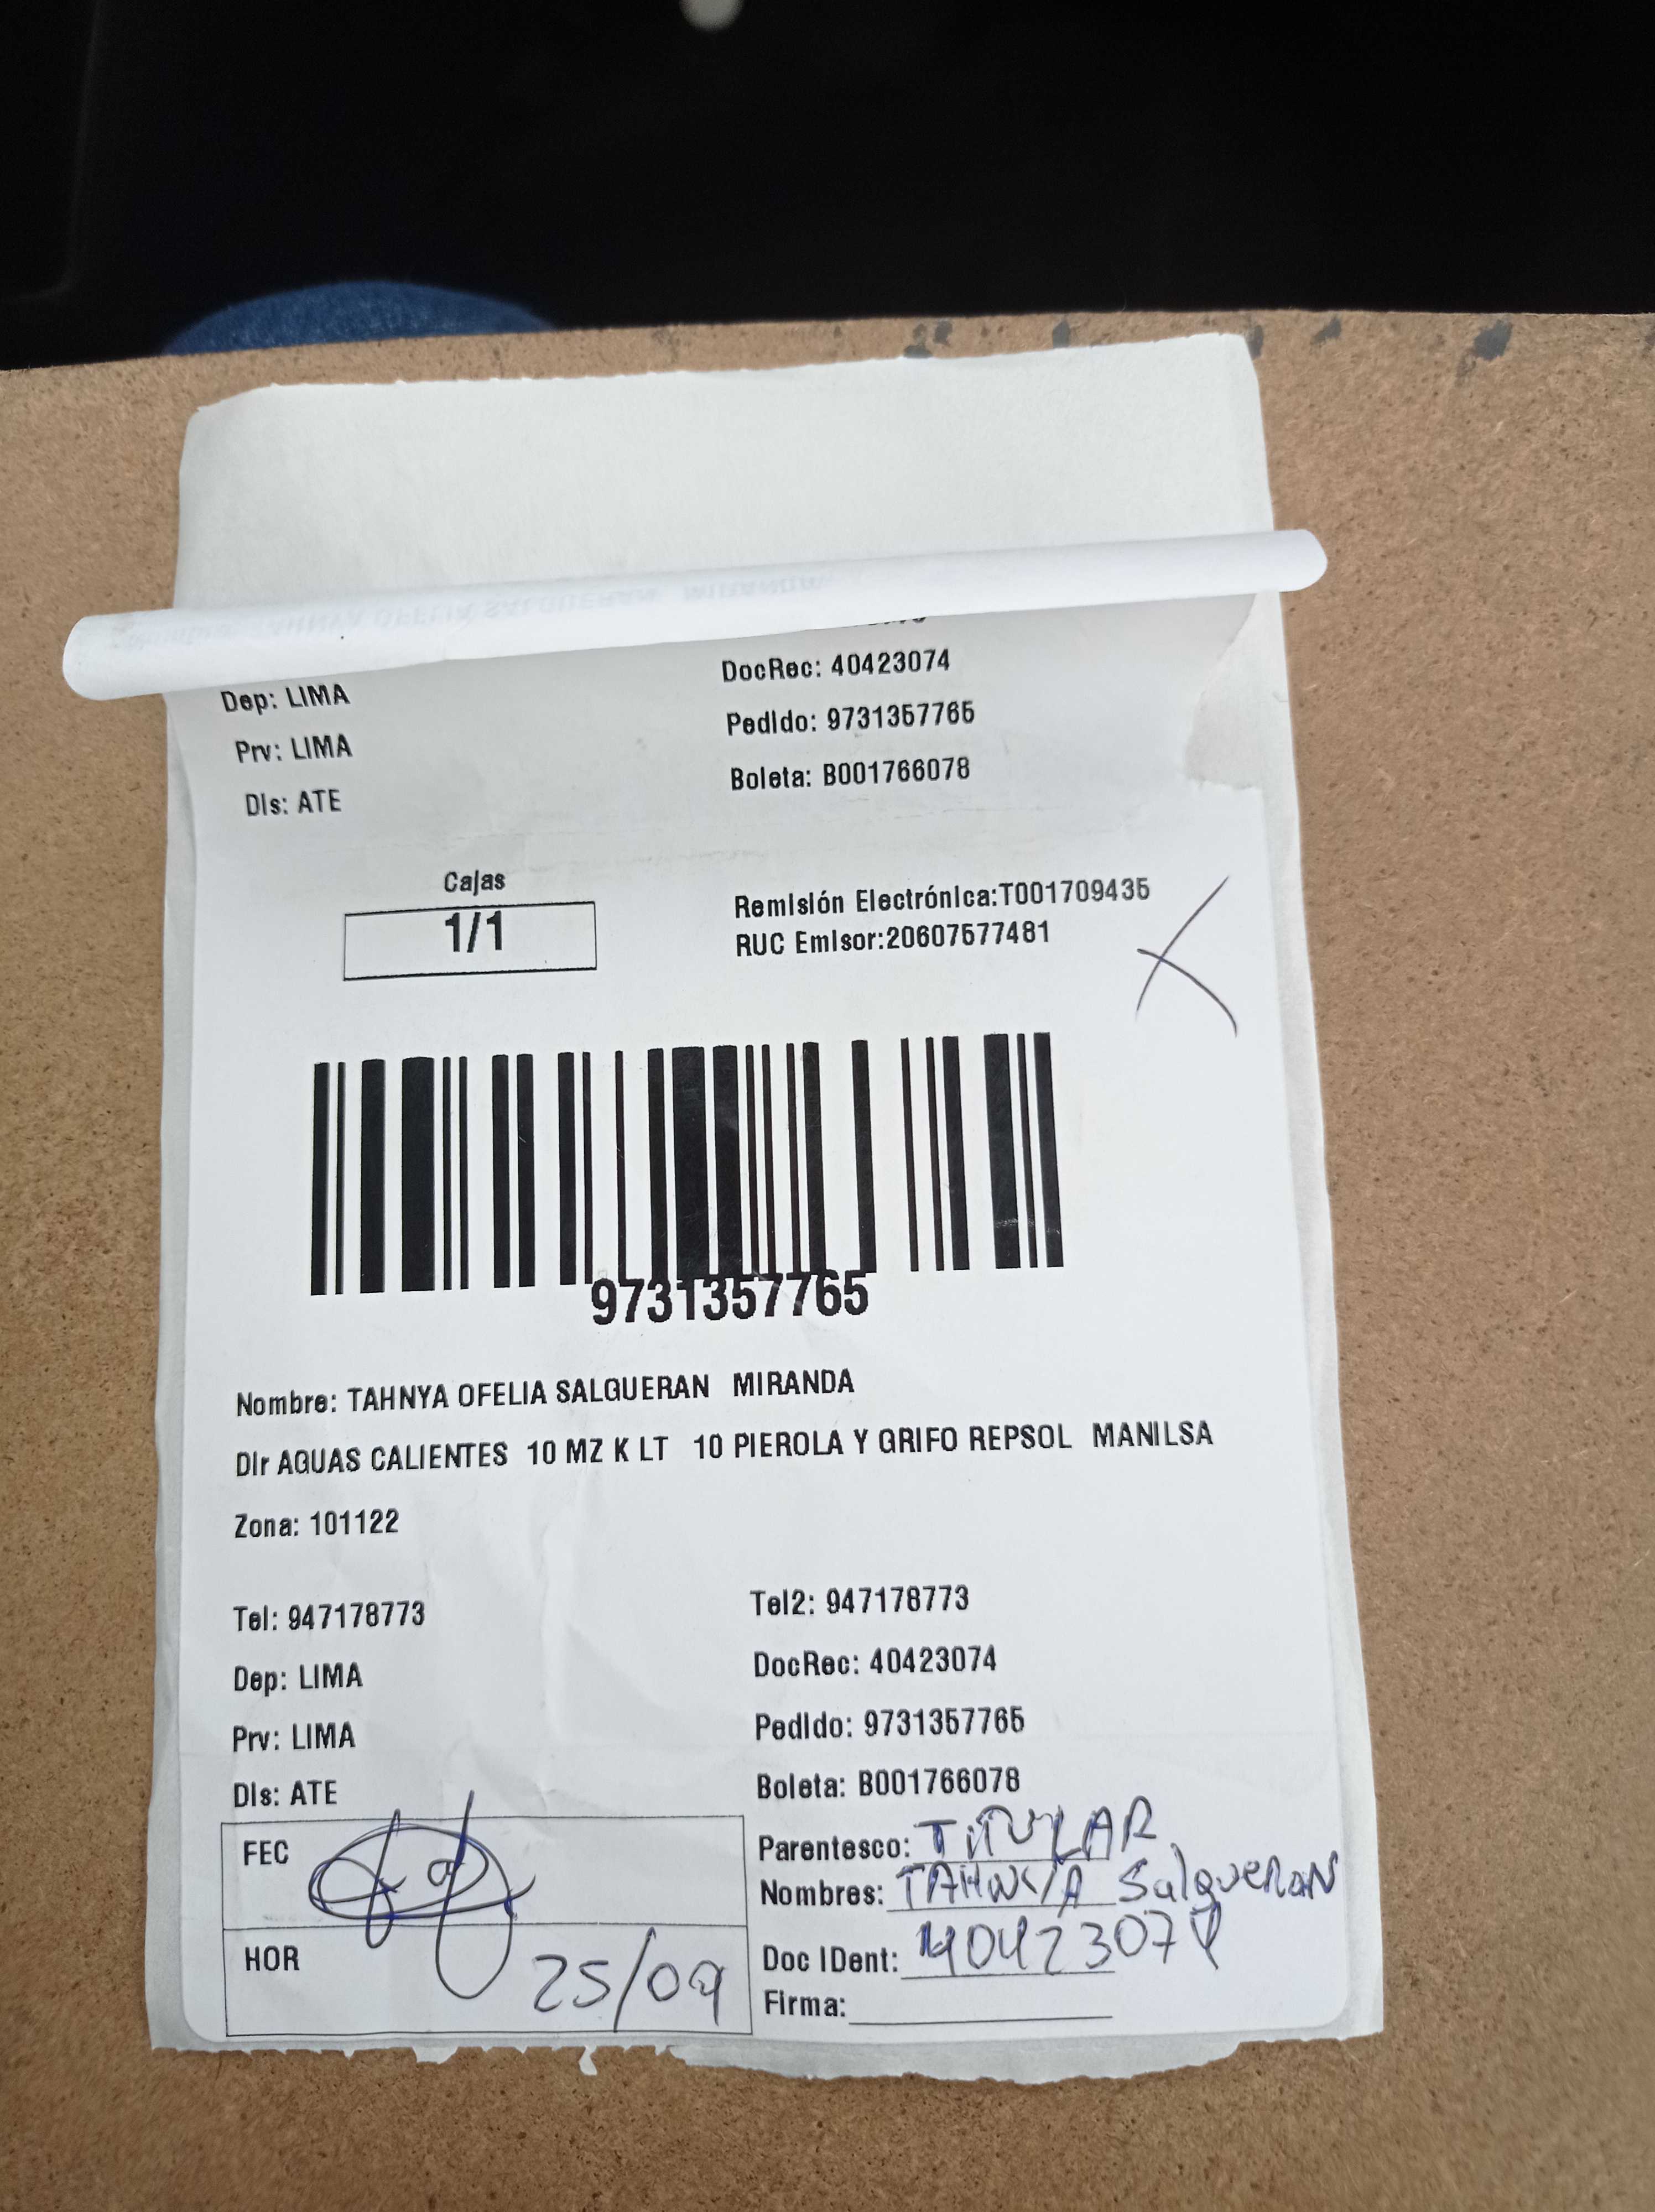 Dep: LIMA
DocRec: 40423074
Prv: LIMA
Pedido: 9731357765
Dis: ATE
Boleta: B001766078
Cajas
1/1
Remisión Electrónica:T001709435
RUC Emisor:20607577481
9731357765
Nombre: TAHNYA OFELIA SALGUERAN MIRANDA
Dir AGUAS CALIENTES 10 MZ K LT 10 PIEROLA Y GRIFO REPSOL MANILSA
Zona: 101122
Tel: 947178773
Tel2: 947178773
Dep: LIMA
DocRec: 40423074
Prv: LIMA
Pedido: 9731357765
Dis: ATE
Boleta: B001766078
FEC
Parentesco: TITULAR
Nombres: TAHNYA SalgueRaN
HOR
25/09
Doc IDent: 40423074
Firma: